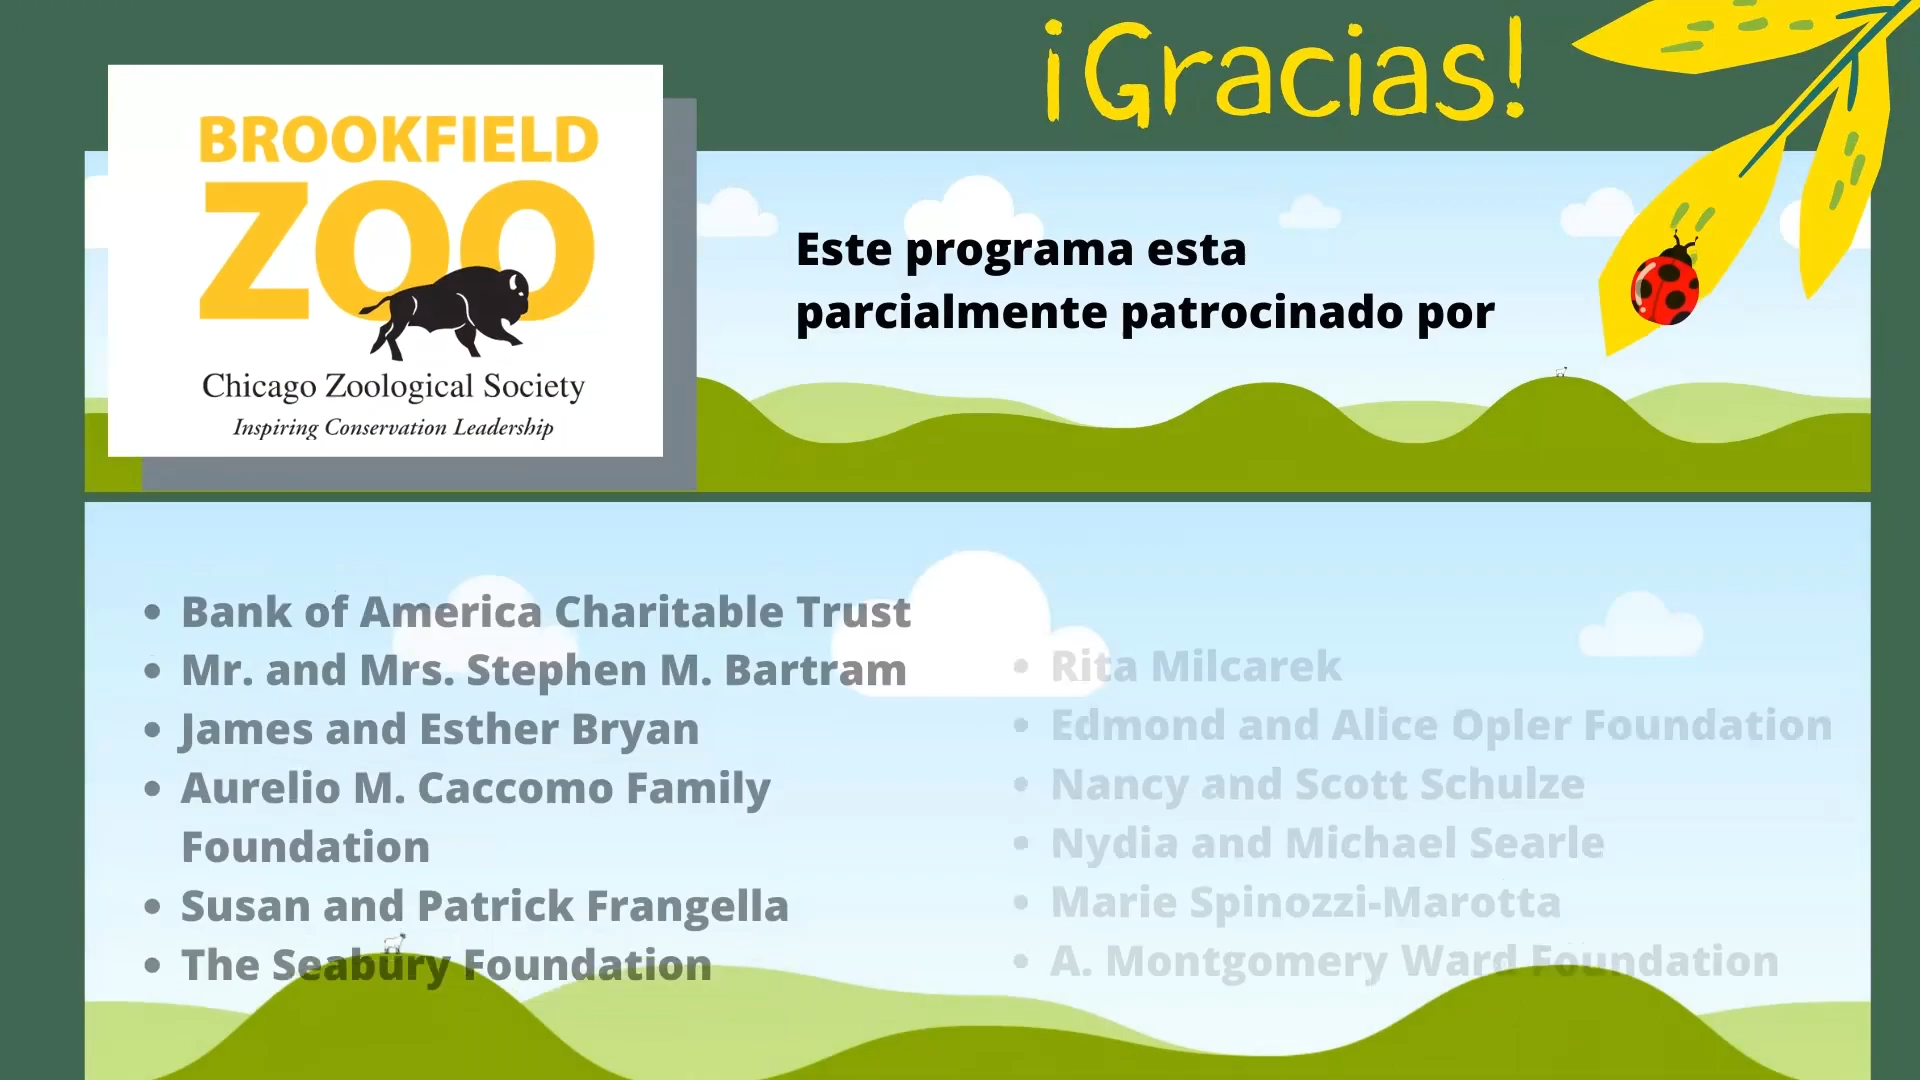 ¡Gracias!
BROOKFIELD
ZOO
Chicago Zoological Society
Inspiring Conservation Leadership
Este programa esta
parcialmente patrocinado por
• Bank of America Charitable Trust
• Mr. and Mrs. Stephen M. Bartram
• James and Esther Bryan
• Aurelio M. Caccomo Family
Foundation
• Susan and Patrick Frangella
• The Seabury Foundation
• Rita Milcarek
• Edmond and Alice Opler Foundation
• Nancy and Scott Schulze
• Nydia and Michael Searle
• Marie Spinozzi-Marotta
• A. Montgomery Ward Foundation